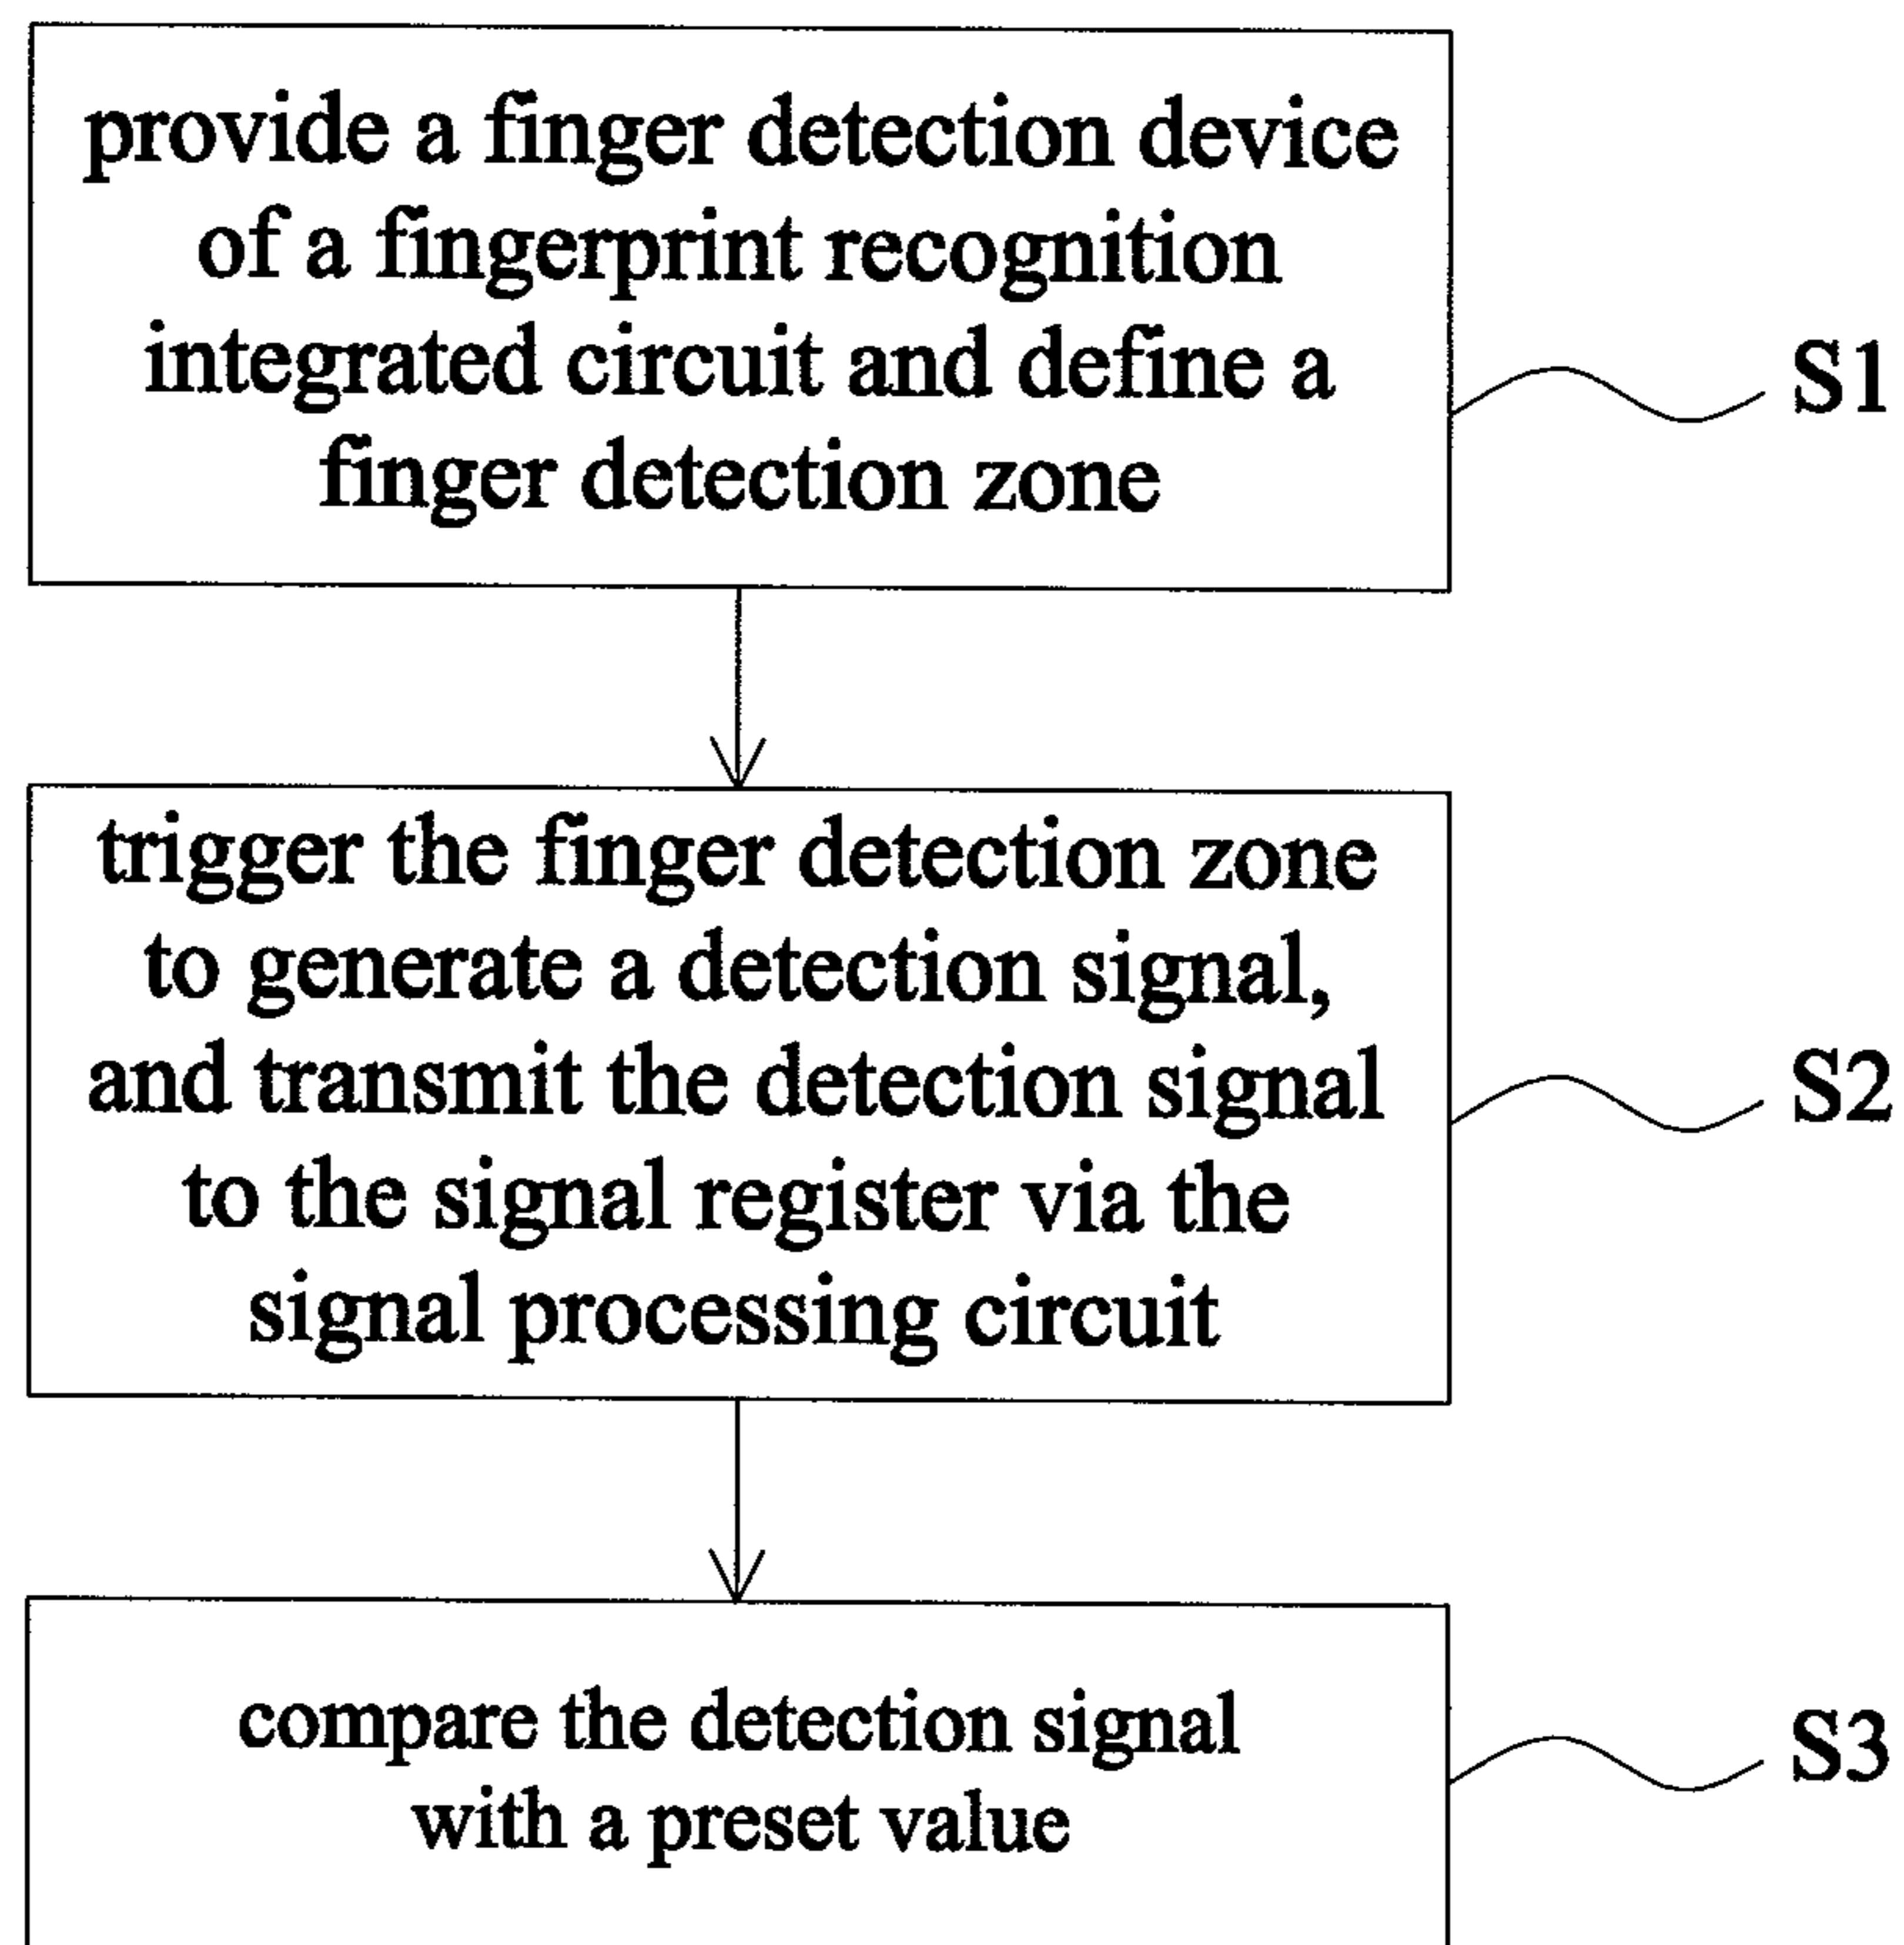 provide a finger detection device
of a fingerprint recognition
integrated circuit and define a
finger detection zone
S1
trigger the finger detection zone
to generate a detection signal,
and transmit the detection signal
to the signal register via the
signal processing circuit
S2
compare the detection signal
with a preset value
S3